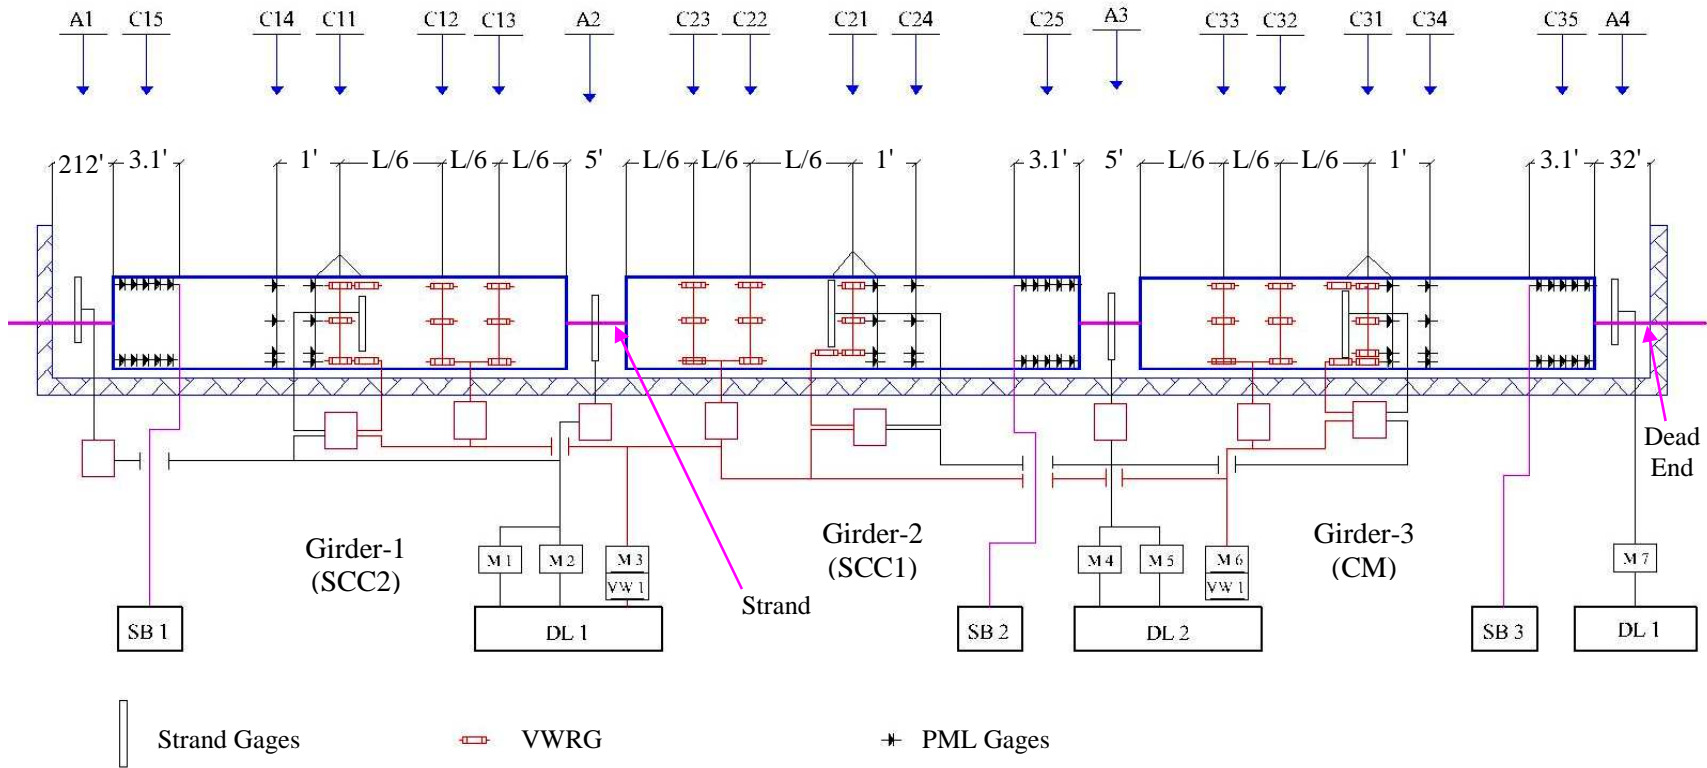 A1 C15 C14 C11 C12 C13 A2 C23 C22 C21 C24 C25 A3 C33 C32 C31 C34 C35 A4
212' 3.1' 1' L/6 L/6 L/6 5' L/6 L/6 L/6 1' 3.1' 5' L/6 L/6 L/6 1' 3.1' 32'
Dead
End
Girder-1
(SCC2)
Girder-2
(SCC1)
Girder-3
(CM)
M 1 M 2 M 3 M 4 M 5 M 6 M 7
VW 1 VW 1
Strand
SB 1 DL 1 SB 2 DL 2 SB 3 DL 1
Strand Gages VWRG PML Gages